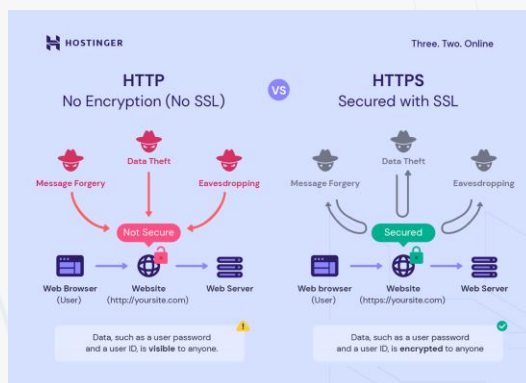 HOSTINGER
Three. Two. Online
HTTP
No Encryption (No SSL)
VS
HTTPS
Secured with SSL
Data Theft
Message Forgery
Eavesdropping
Not Secure
Web Browser
(User)
Website
(http://yoursite.com)
Web Server
Data, such as a user password
and a user ID, is visible to anyone.
Data Theft
Message Forgery
Eavesdropping
Secured
Web browser
(user)
Website
(https://yoursite.com)
Web Server
Data, such as a user password
and a user ID, is encrypted to anyone